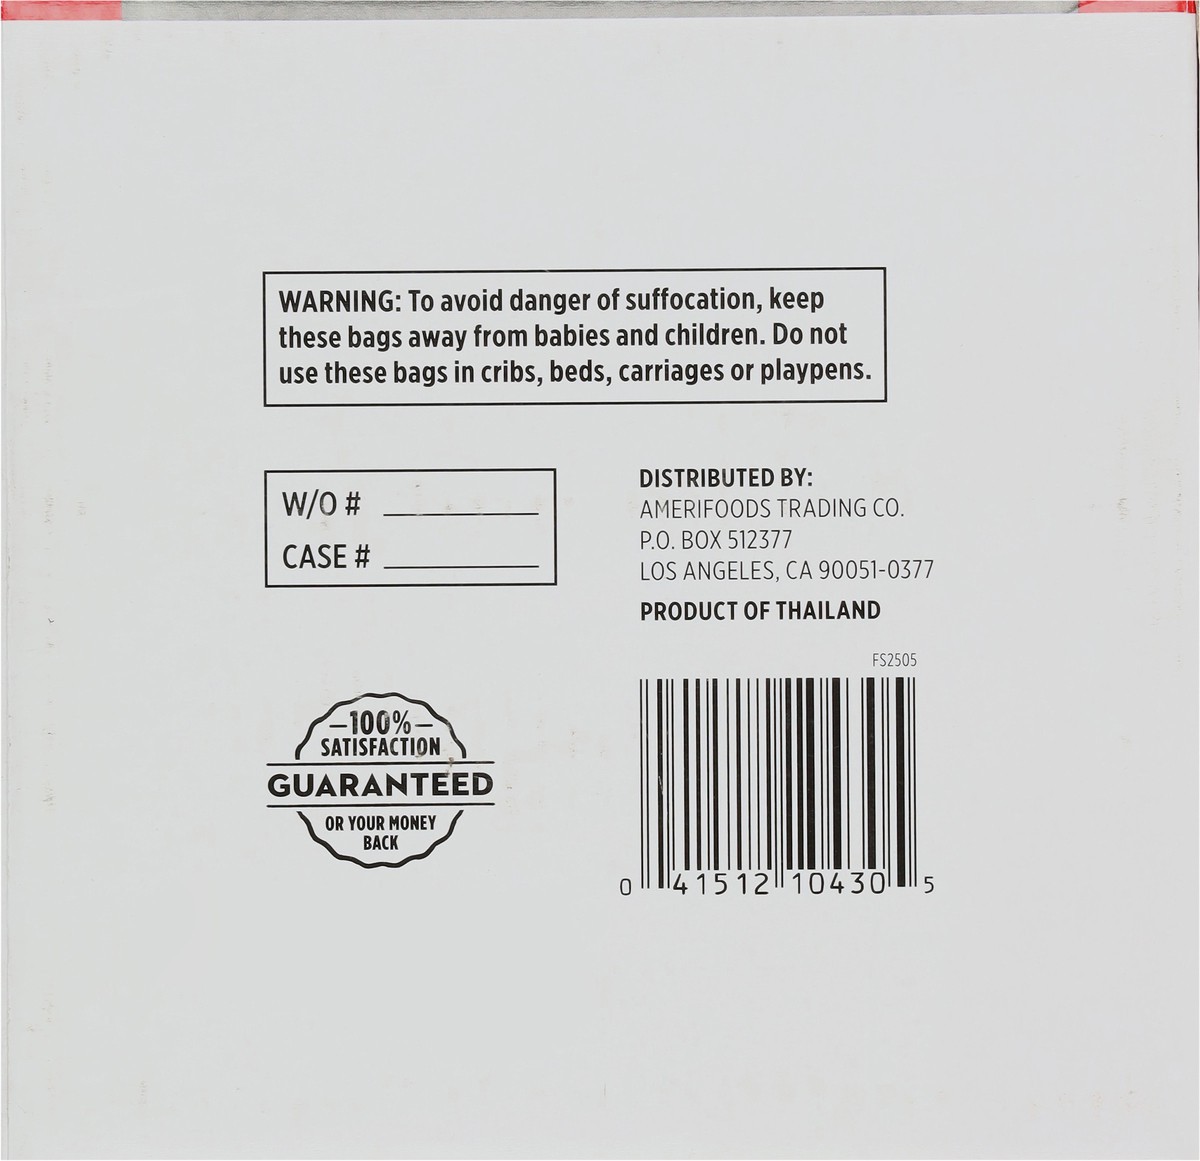 WARNING: To avoid danger of suffocation, keep
these bags away from babies and children. Do not
use these bags in cribs, beds, carriages or playpens.
W/O #
CASE #
DISTRIBUTED BY:
AMERIFOODS TRADING CO.
P.O. BOX 512377
LOS ANGELES, CA 90051-0377
PRODUCT OF THAILAND
FS2505
-100%-
SATISFACTION
GUARANTEED
OR YOUR MONEY
BACK
0 41512 10430 5